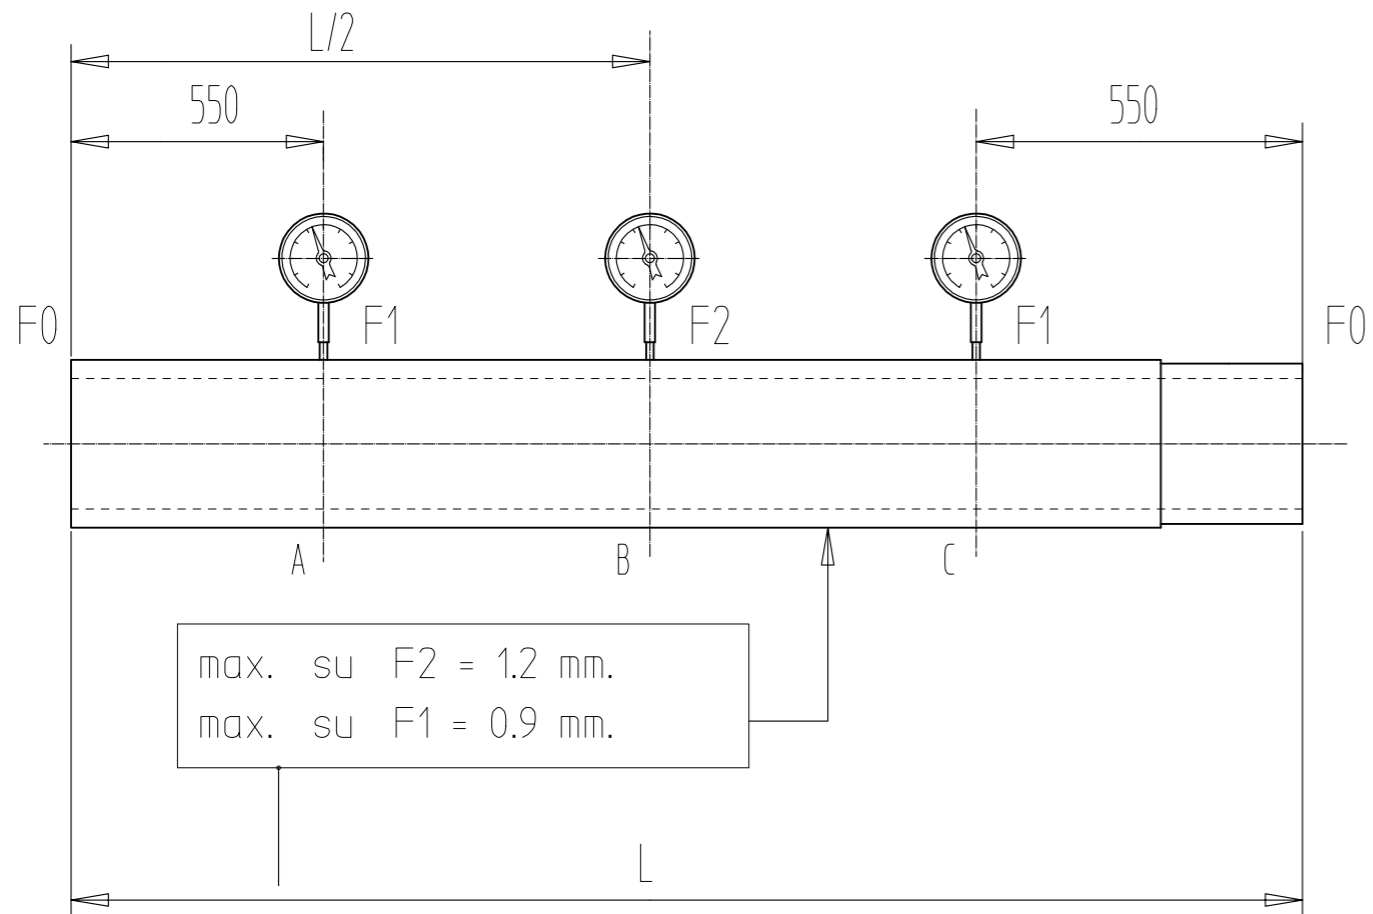 L/2
550
550
F0
F1
F2
F1
F0
A
B
C
max. su F2 = 1.2 mm.
max. su F1 = 0.9 mm.
L